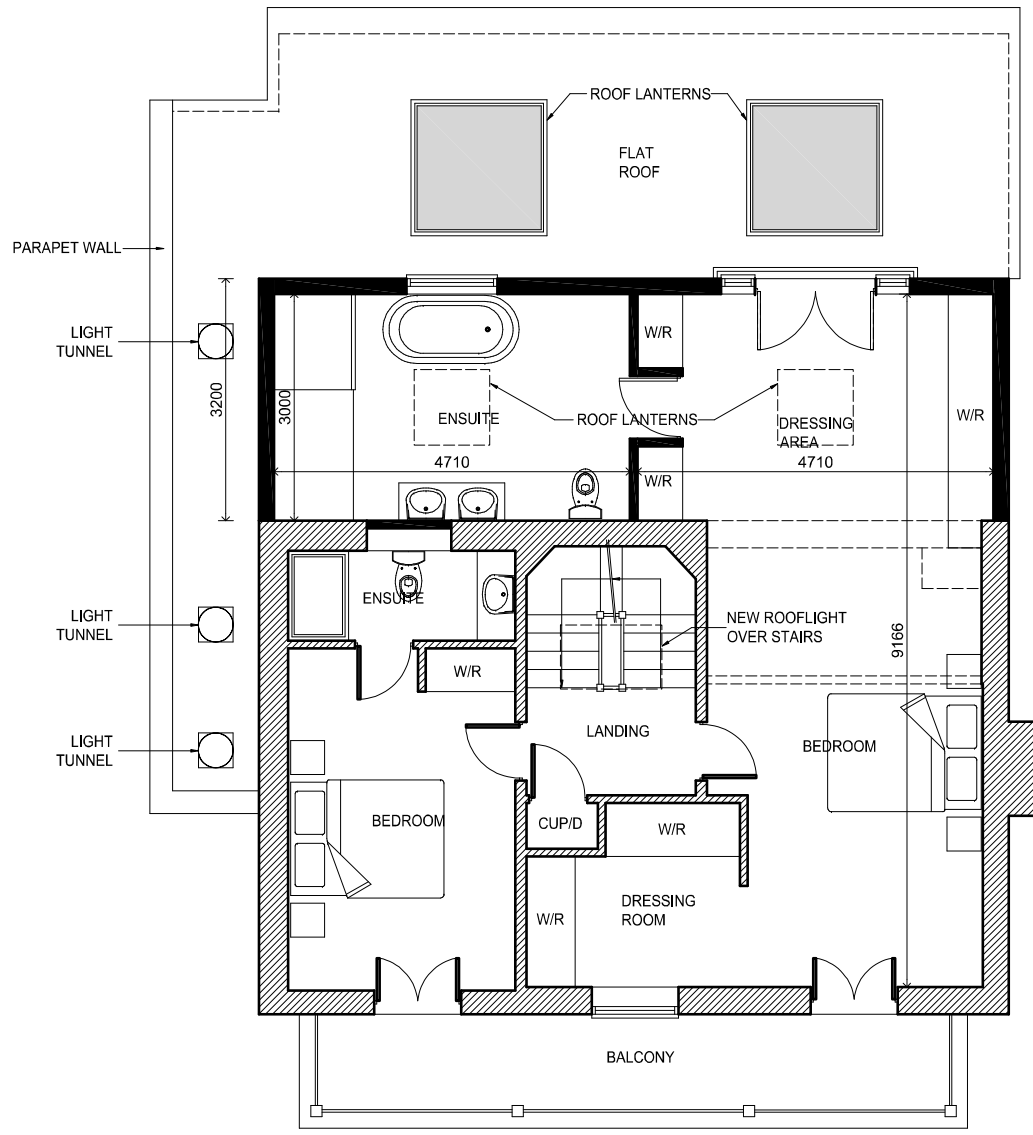 ROOF LANTERNS
FLAT
ROOF
PARAPET WALL
LIGHT
TUNNEL
3200
3000
W/R
ENSUITE
ROOF LANTERNS
DRESSING
AREA
W/R
4710
4710
W/R
ENSUITE
LIGHT
TUNNEL
NEW ROOFLIGHT
OVER STAIRS
9166
W/R
LANDING
BEDROOM
LIGHT
TUNNEL
BEDROOM
CUP/D
W/R
W/R
DRESSING
ROOM
BALCONY